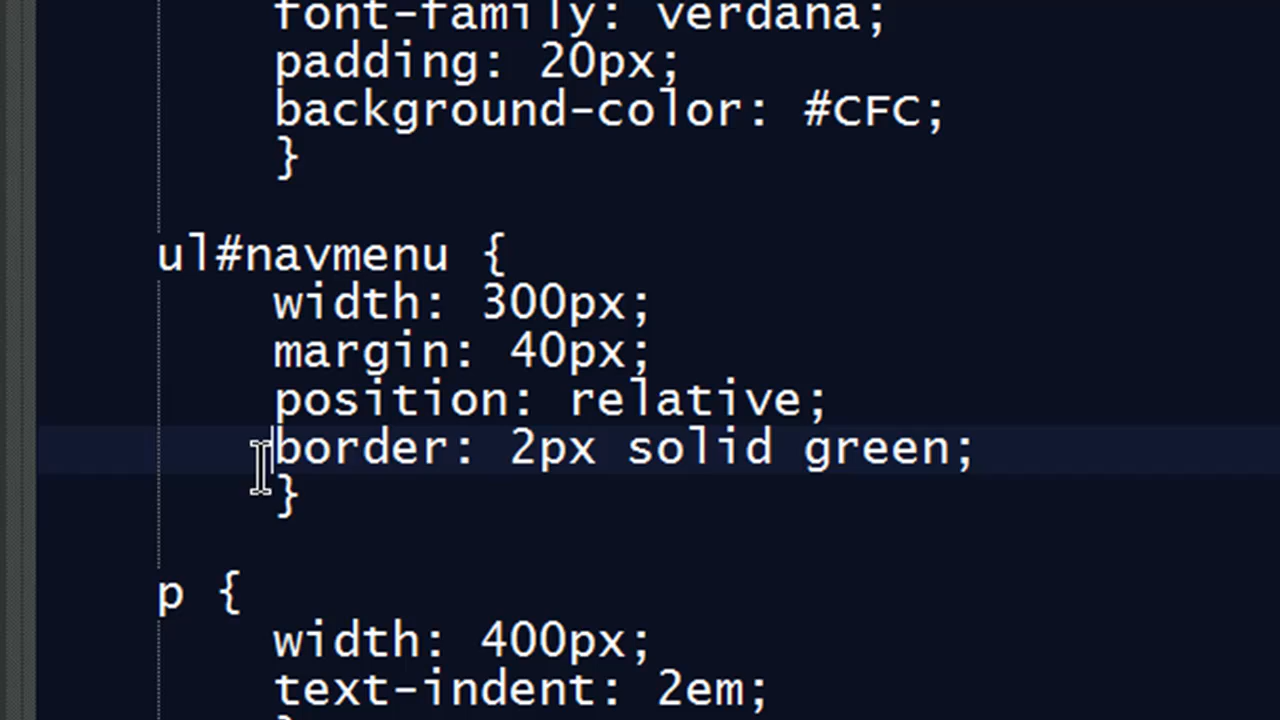 font-family: verdana;
padding: 20px;
background-color: #CFC;
}
ul#navmenu {
width: 300px;
margin: 40px;
position: relative;
border: 2px solid green;
}
p {
width: 400px;
text-indent: 2em;
}